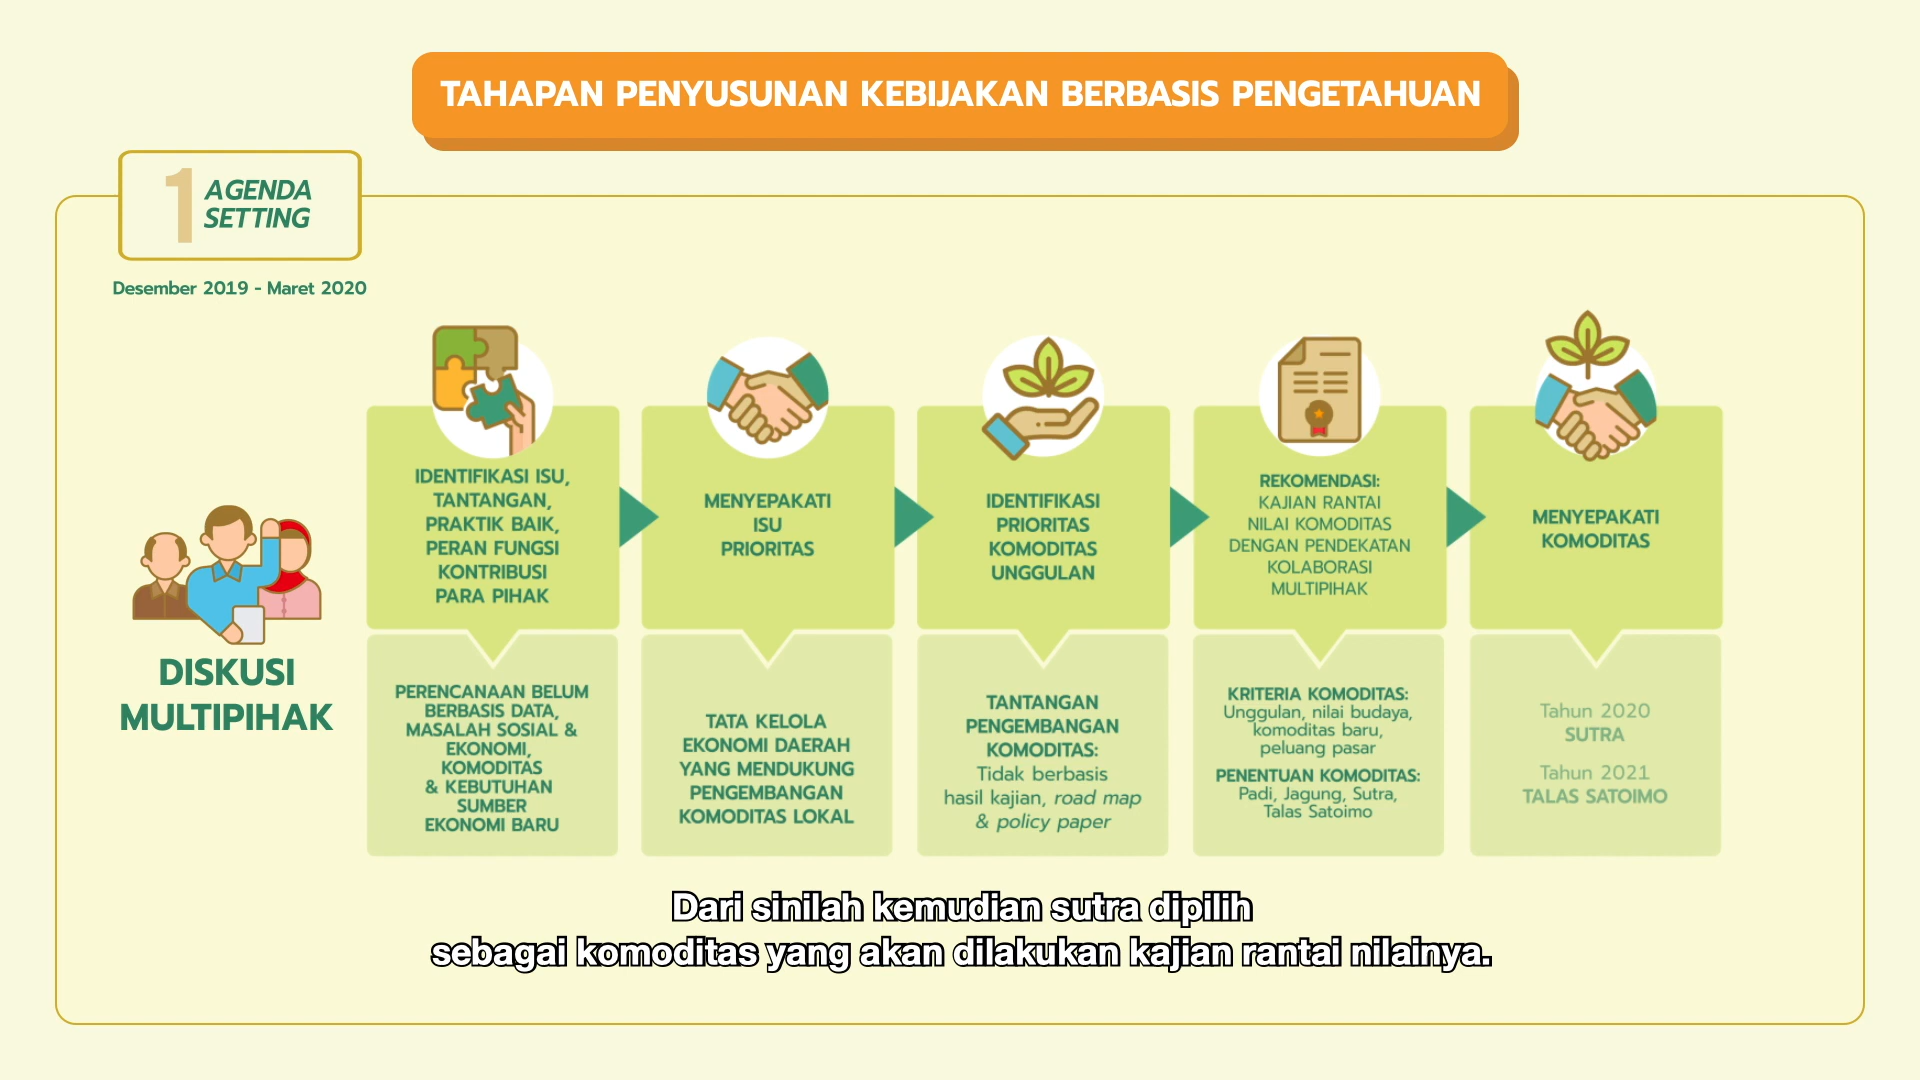 TAHAPAN PENYUSUNAN KEBIJAKAN BERBASIS PENGETAHUAN
1 AGENDA
SETTING
Desember 2019 - Maret 2020
DISKUSI
MULTIPIHAK
IDENTIFIKASI ISU,
TANTANGAN,
PRAKTIK BAIK,
PERAN FUNGSI
KONTRIBUSI
PARA PIHAK
PERENCANAAN BELUM
BERBASIS DATA,
MASALAH SOSIAL &
EKONOMI,
KOMODITAS
& KEBUTUHAN
SUMBER
EKONOMI BARU
MENYEPAKATI
ISU
PRIORITAS
TATA KELOLA
EKONOMI DAERAH
YANG MENDUKUNG
PENGEMBANGAN
KOMODITAS LOKAL
IDENTIFIKASI
PRIORITAS
KOMODITAS
UNGGULAN
TANTANGAN
PENGEMBANGAN
KOMODITAS:
Tidak berbasis
hasil kajian, road map
& policy paper
REKOMENDASI:
KAJIAN RANTAI
NILAI KOMODITAS
DENGAN PENDEKATAN
KOLABORASI
MULTIPIHAK
KRITERIA KOMODITAS:
Unggulan, nilai budaya,
komoditas baru,
peluang pasar
PENENTUAN KOMODITAS:
Padi, Jagung, Sutra,
Talas Satoimo
MENYEPAKATI
KOMODITAS
Tahun 2020
SUTRA
Tahun 2021
TALAS SATOIMO
Dari sinilah kemudian sutra dipilih
sebagai komoditas yang akan dilakukan kajian rantai nilainya.